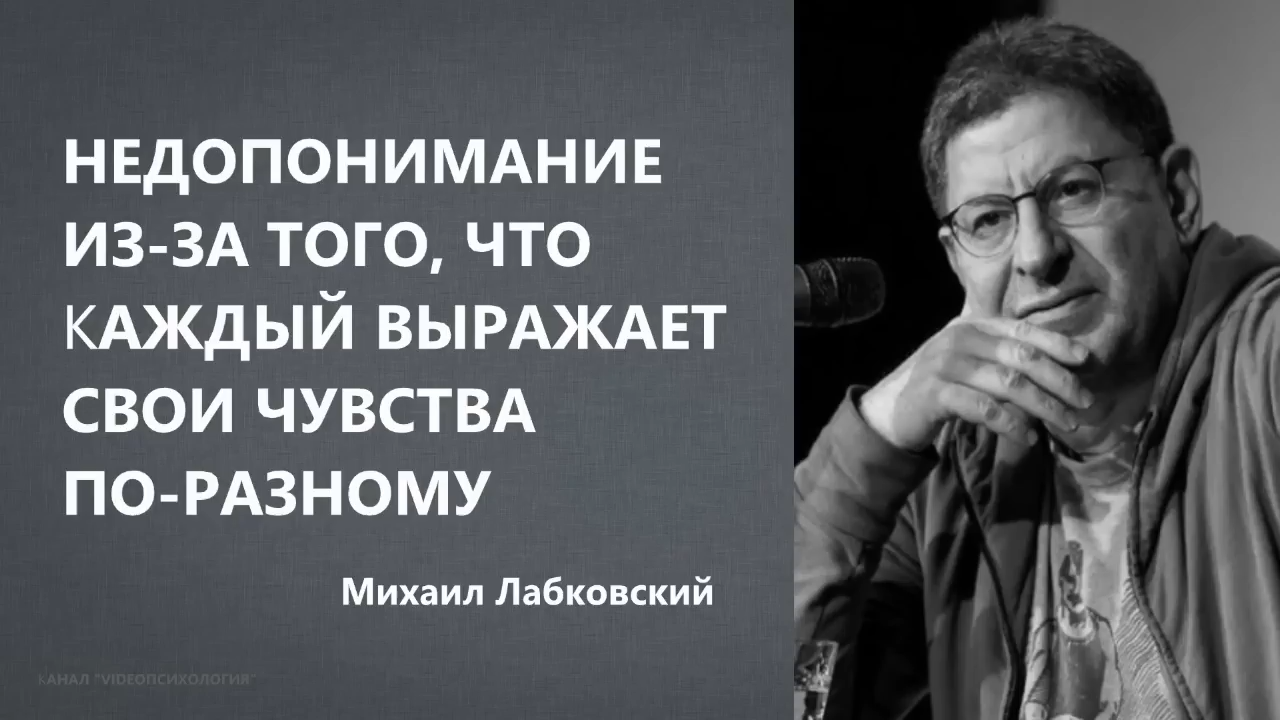 НЕДОПОНИМАНИЕ
ИЗ-ЗА ТОГО, ЧТО
КАЖДЫЙ ВЫРАЖАЕТ
СВОИ ЧУВСТВА
ПО-РАЗНОМУ
Михаил Лабковский
КАНАЛ "VIDEOПСИХОЛОГИЯ"